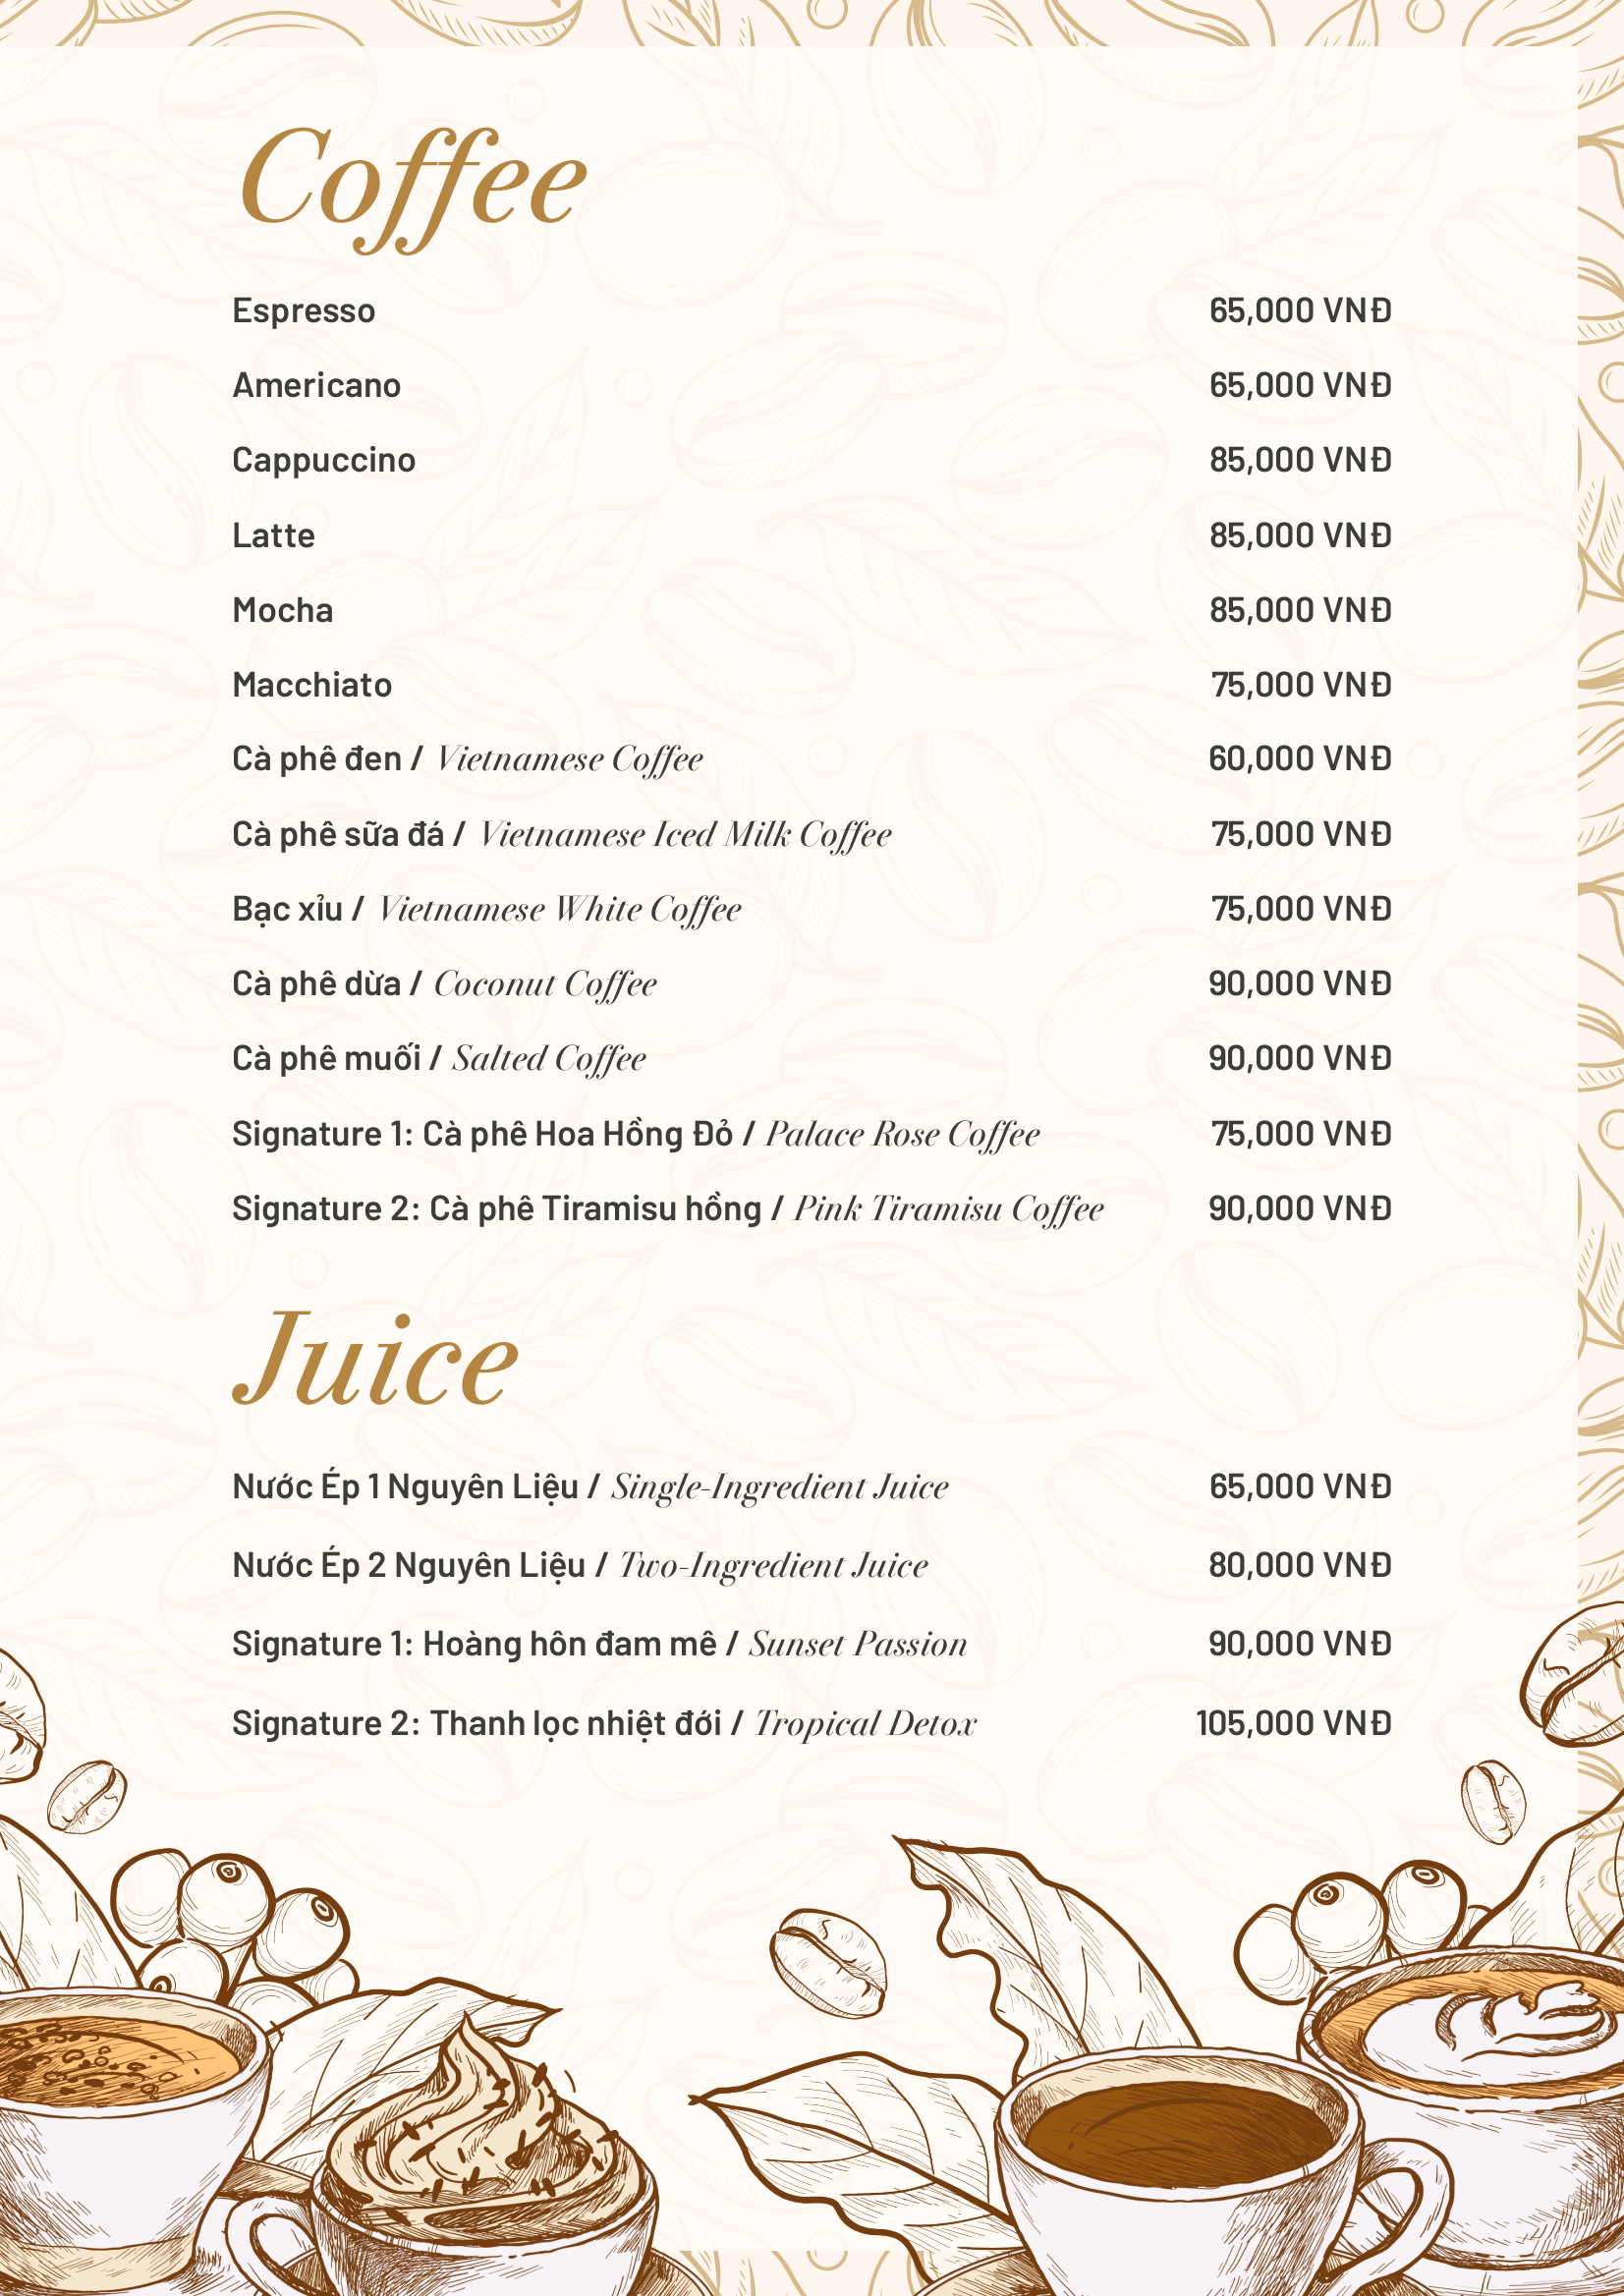 Coffee
Espresso 65,000 VNĐ
Americano 65,000 VNĐ
Cappuccino 85,000 VNĐ
Latte 85,000 VNĐ
Mocha 85,000 VNĐ
Macchiato 75,000 VNĐ
Cà phê đen / Vietnamese Coffee 60,000 VNĐ
Cà phê sữa đá / Vietnamese Iced Milk Coffee 75,000 VNĐ
Bạc xỉu / Vietnamese White Coffee 75,000 VNĐ
Cà phê dừa / Coconut Coffee 90,000 VNĐ
Cà phê muối / Salted Coffee 90,000 VNĐ
Signature 1: Cà phê Hoa Hồng Đỏ / Palace Rose Coffee 75,000 VNĐ
Signature 2: Cà phê Tiramisu hồng / Pink Tiramisu Coffee 90,000 VNĐ
Juice
Nước Ép 1 Nguyên Liệu / Single-Ingredient Juice 65,000 VNĐ
Nước Ép 2 Nguyên Liệu / Two-Ingredient Juice 80,000 VNĐ
Signature 1: Hoàng hôn đam mê / Sunset Passion 90,000 VNĐ
Signature 2: Thanh lọc nhiệt đới / Tropical Detox 105,000 VNĐ